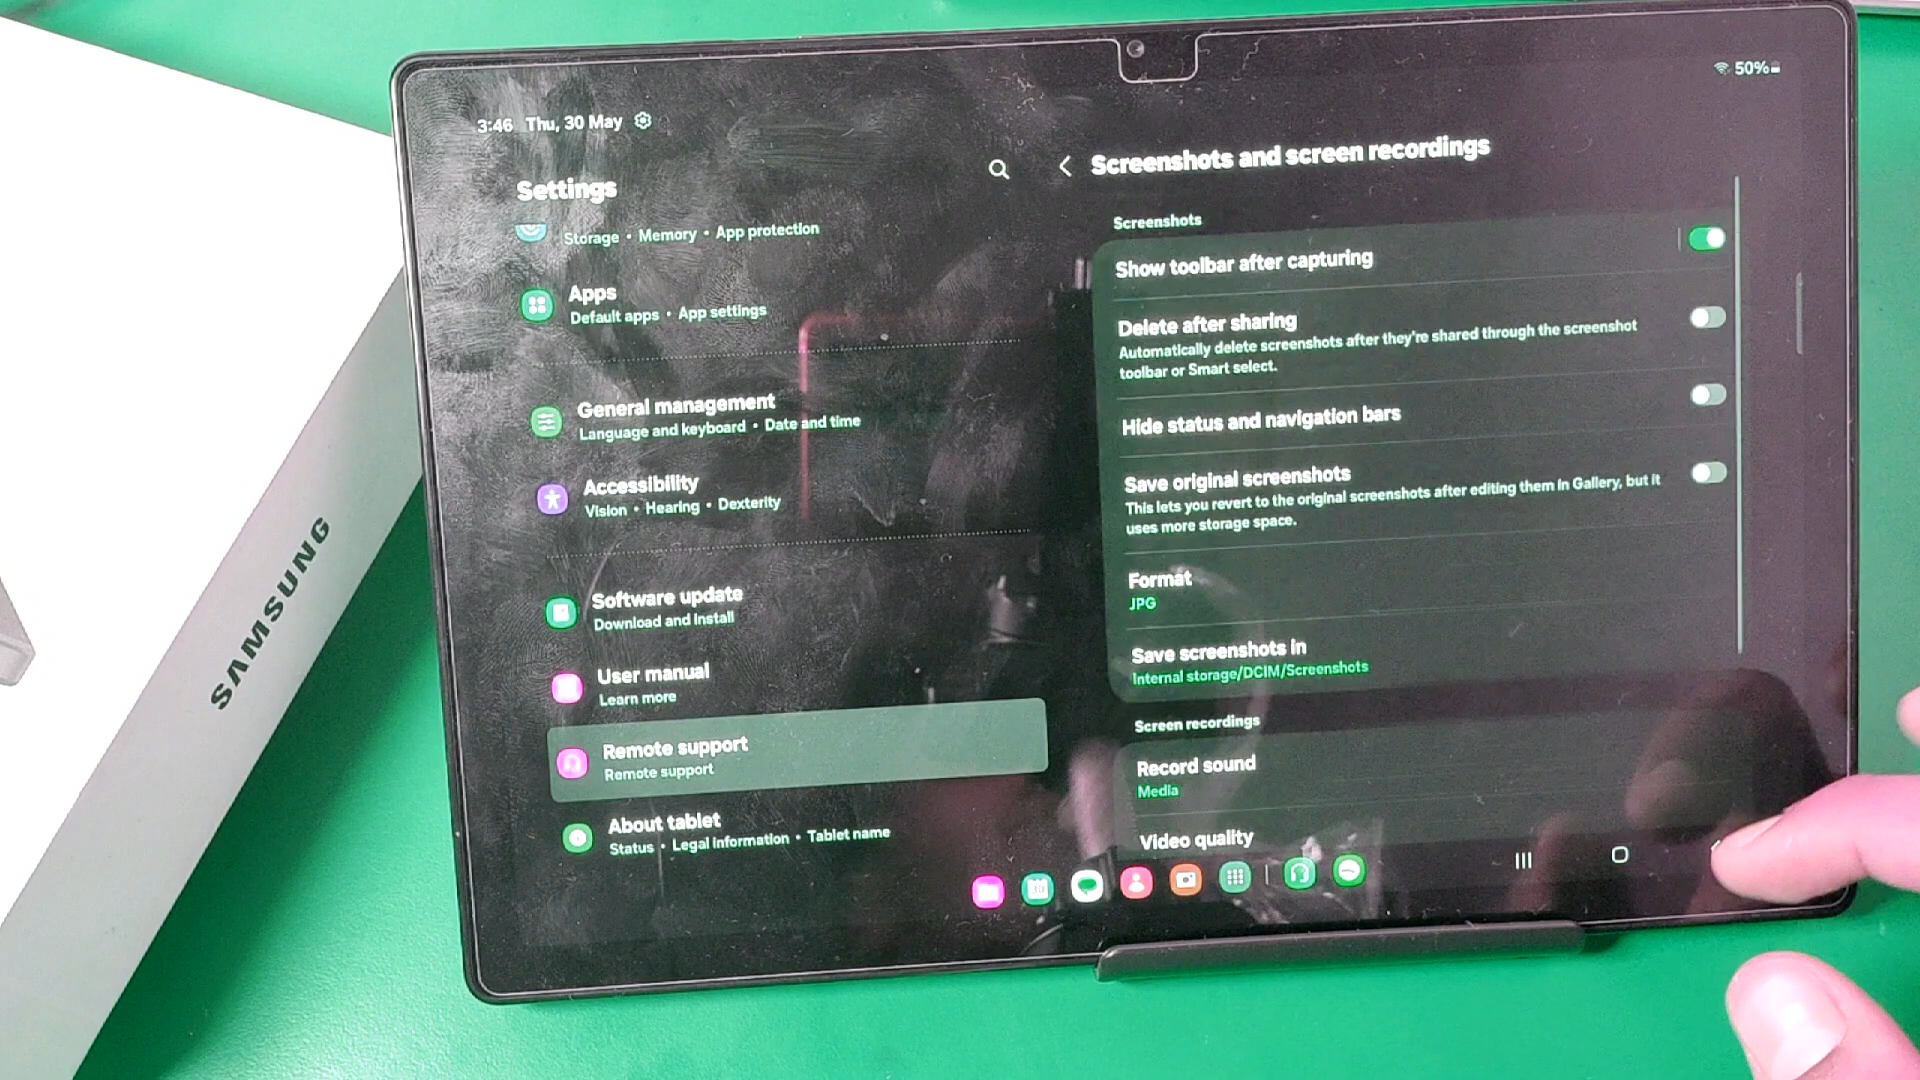 SAMSUNG
3:46 Thu, 30 May
50%
Settings
Storage • Memory • App protection
Apps
Default apps • App settings
General management
Language and keyboard • Date and time
Accessibility
Vision • Hearing • Dexterity
Software update
Download and install
User manual
Learn more
Remote support
Remote support
About tablet
Status • Legal information • Tablet name
Screenshots and screen recordings
Screenshots
Show toolbar after capturing
Delete after sharing
Automatically delete screenshots after they're shared through the screenshot
toolbar or Smart select.
Hide status and navigation bars
Save original screenshots
This lets you revert to the original screenshots after editing them in Gallery, but it
uses more storage space.
Format
JPG
Save screenshots in
Internal storage/DCIM/Screenshots
Screen recordings
Record sound
Media
Video quality